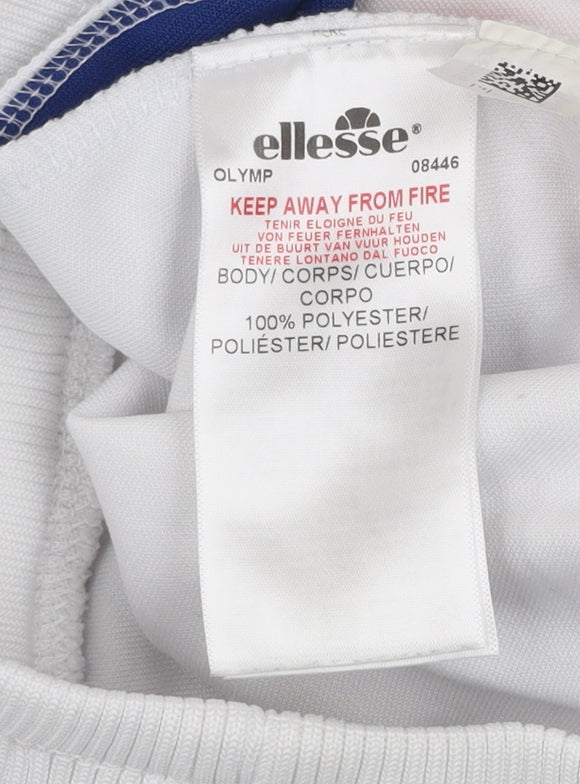 ellesse®
OLYMP 08446
KEEP AWAY FROM FIRE
TENIR ELOIGNE DU FEU
VON FEUER FERNHALTEN
UIT DE BUURT VAN VUUR HOUDEN
TENERE LONTANO DAL FUOCO
BODY/ CORPS/ CUERPO/
CORPO
100% POLYESTER/
POLIÉSTER/ POLIESTERE